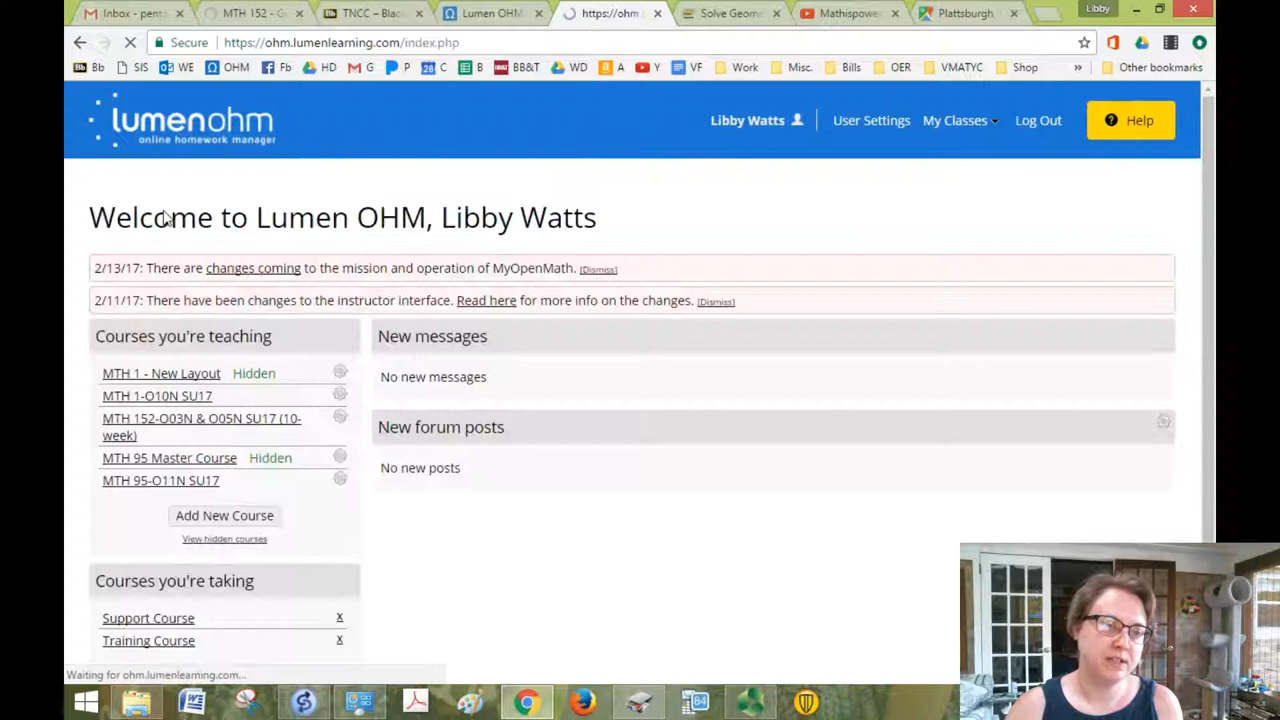 Inbox - pent
MTH 152 - G
TNCC – Blac
Lumen OHM
https://ohm
Solve Geom
Mathispowe
Plattsburgh,
Libby
Secure
https://ohm.lumenlearning.com/index.php
Bb SIS WE OHM Fb HD G P C B BB&T WD A Y VF Work Misc. Bills OER VMATYC Shop » Other bookmarks
lumenohm
online homework manager
Libby Watts User Settings My Classes Log Out Help
Welcome to Lumen OHM, Libby Watts
2/13/17: There are changes coming to the mission and operation of MyOpenMath. [Dismiss]
2/11/17: There have been changes to the instructor interface. Read here for more info on the changes. [Dismiss]
Courses you're teaching
MTH 1 - New Layout Hidden
MTH 1-O10N SU17
MTH 152-O03N & O05N SU17 (10-
week)
MTH 95 Master Course Hidden
MTH 95-O11N SU17
Add New Course
View hidden courses
Courses you're taking
Support Course x
Training Course x
New messages
No new messages
New forum posts
No new posts
Waiting for ohm.lumenlearning.com...